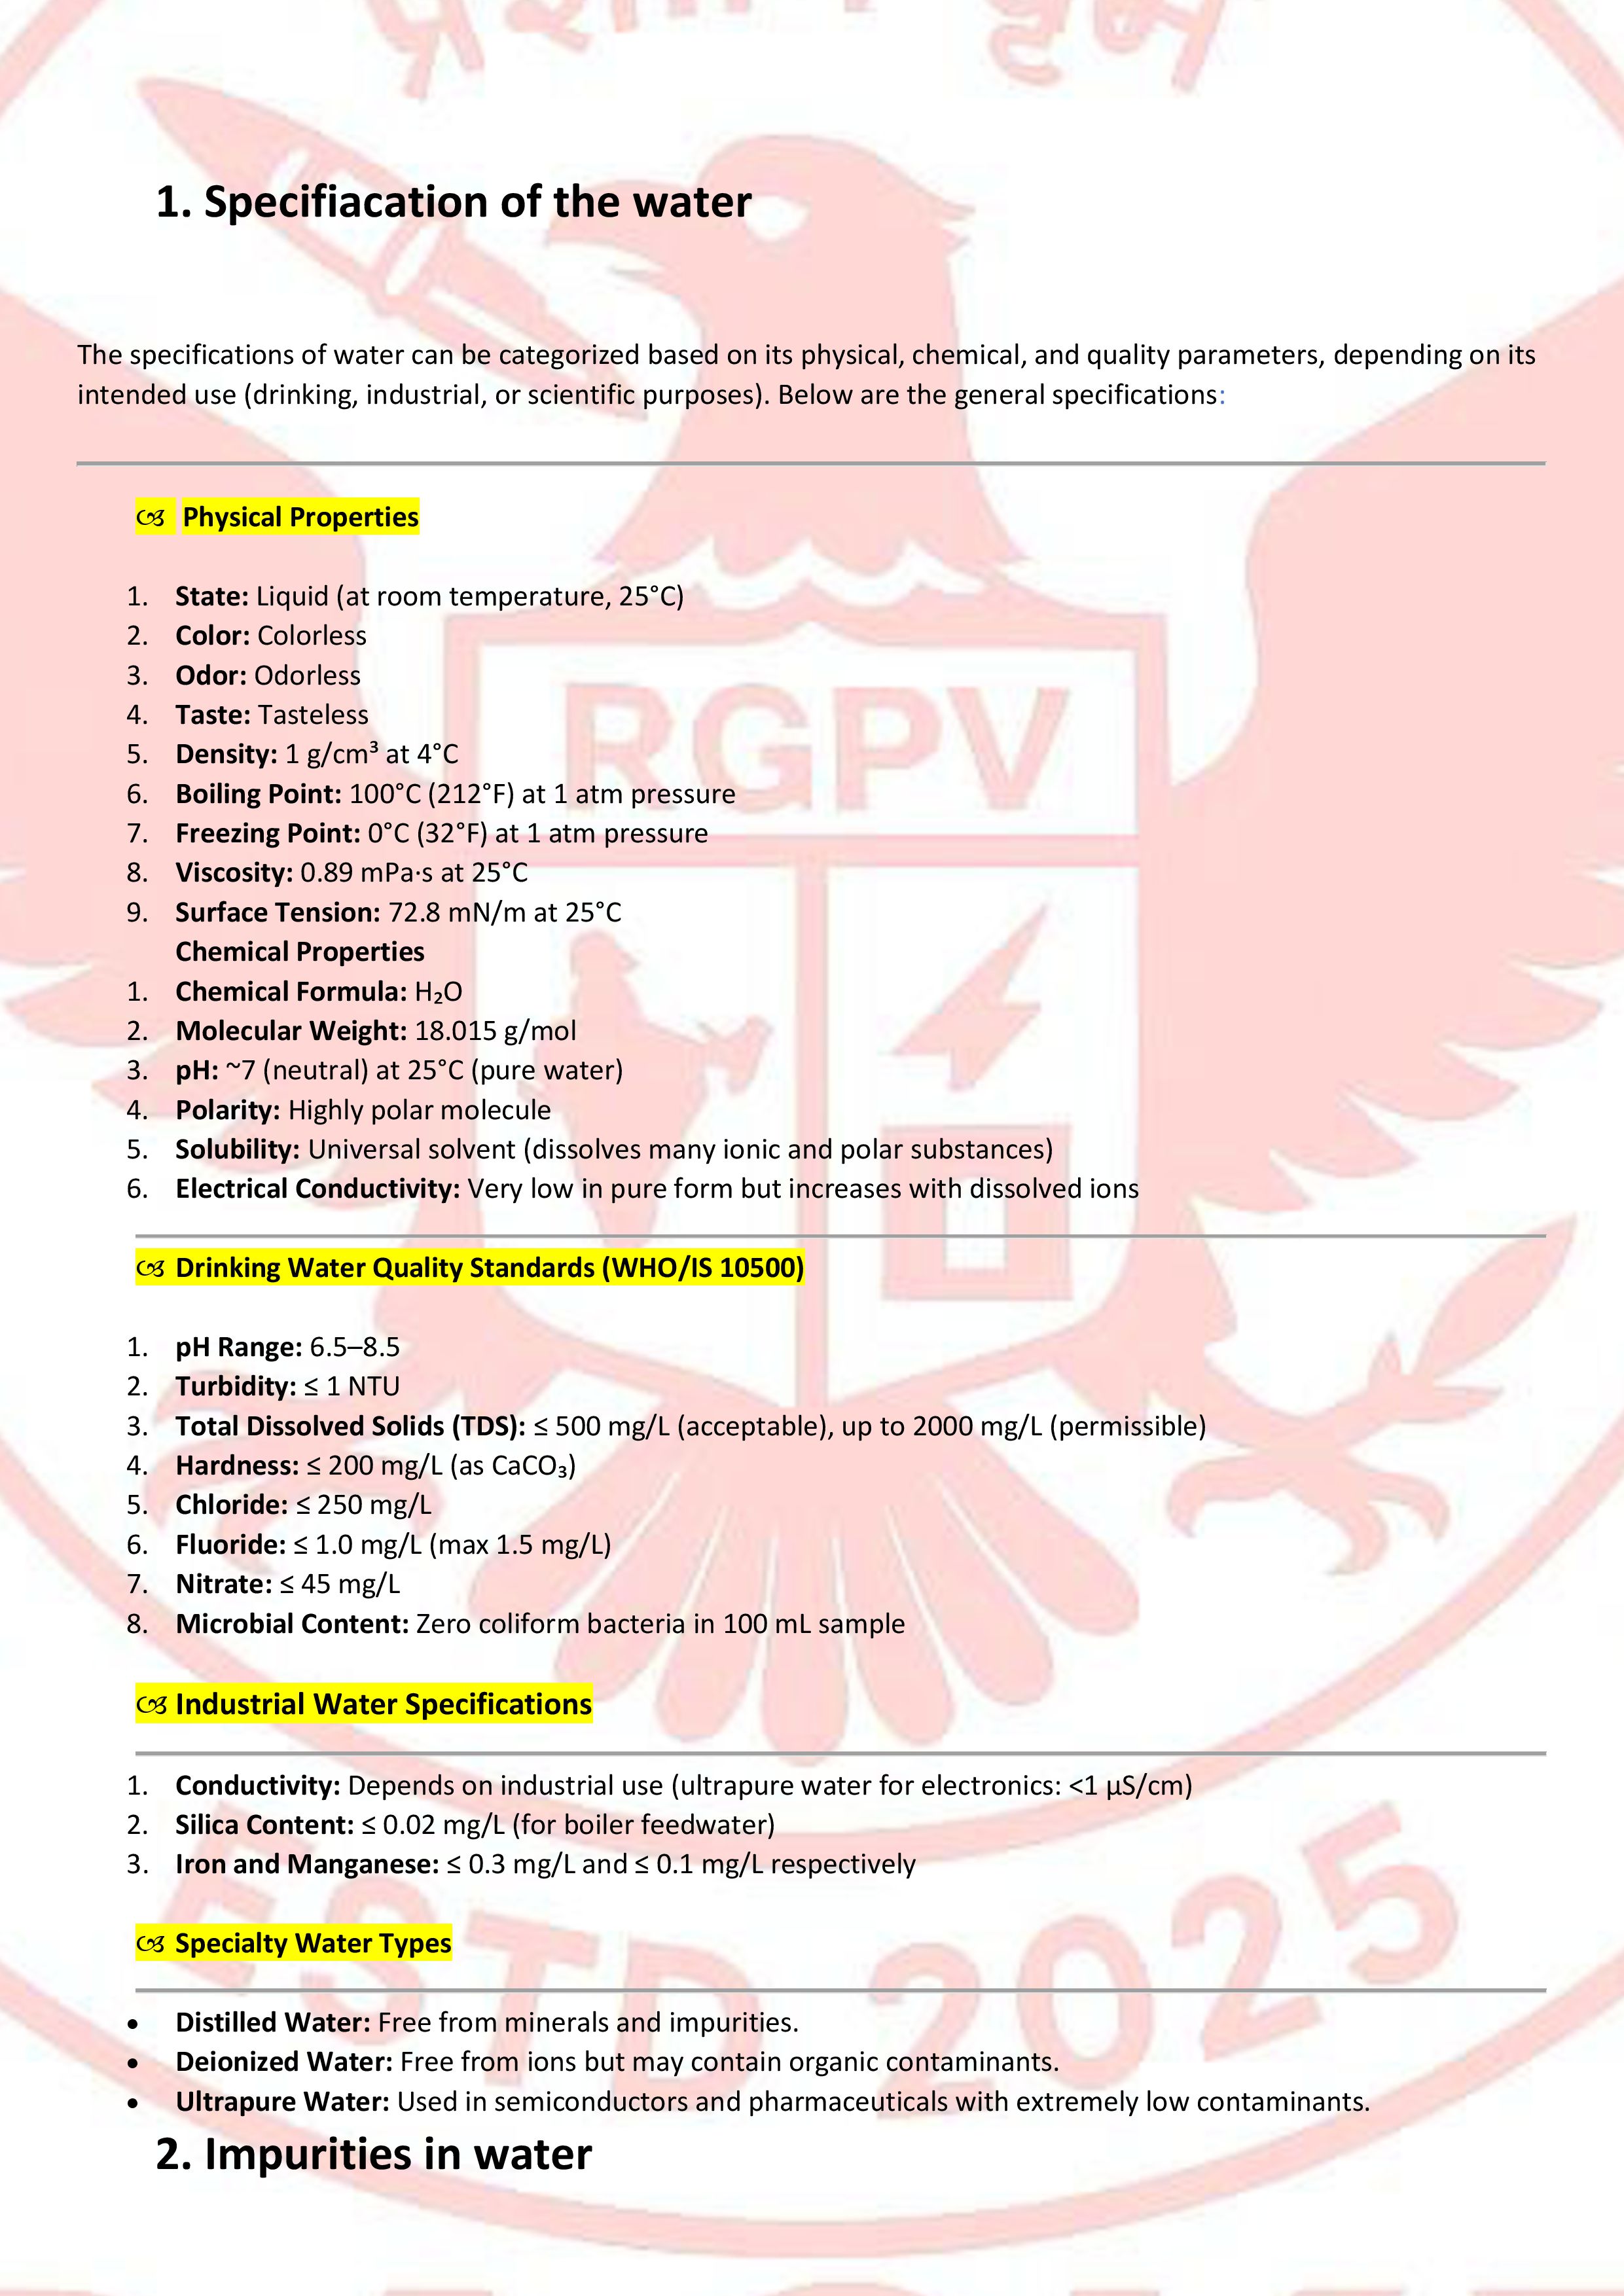 1. Specifiacation of the water
The specifications of water can be categorized based on its physical, chemical, and quality parameters, depending on its
intended use (drinking, industrial, or scientific purposes). Below are the general specifications:
Physical Properties
1. State: Liquid (at room temperature, 25°C)
2. Color: Colorless
3. Odor: Odorless
4. Taste: Tasteless
5. Density: 1 g/cm³ at 4°C
6. Boiling Point: 100°C (212°F) at 1 atm pressure
7. Freezing Point: 0°C (32°F) at 1 atm pressure
8. Viscosity: 0.89 mPa·s at 25°C
9. Surface Tension: 72.8 mN/m at 25°C
Chemical Properties
1. Chemical Formula: H₂O
2. Molecular Weight: 18.015 g/mol
3. pH: ~7 (neutral) at 25°C (pure water)
4. Polarity: Highly polar molecule
5. Solubility: Universal solvent (dissolves many ionic and polar substances)
6. Electrical Conductivity: Very low in pure form but increases with dissolved ions
Drinking Water Quality Standards (WHO/IS 10500)
1. pH Range: 6.5–8.5
2. Turbidity: ≤ 1 NTU
3. Total Dissolved Solids (TDS): ≤ 500 mg/L (acceptable), up to 2000 mg/L (permissible)
4. Hardness: ≤ 200 mg/L (as CaCO₃)
5. Chloride: ≤ 250 mg/L
6. Fluoride: ≤ 1.0 mg/L (max 1.5 mg/L)
7. Nitrate: ≤ 45 mg/L
8. Microbial Content: Zero coliform bacteria in 100 mL sample
Industrial Water Specifications
1. Conductivity: Depends on industrial use (ultrapure water for electronics: <1 µS/cm)
2. Silica Content: ≤ 0.02 mg/L (for boiler feedwater)
3. Iron and Manganese: ≤ 0.3 mg/L and ≤ 0.1 mg/L respectively
Specialty Water Types
• Distilled Water: Free from minerals and impurities.
• Deionized Water: Free from ions but may contain organic contaminants.
• Ultrapure Water: Used in semiconductors and pharmaceuticals with extremely low contaminants.
2. Impurities in water
RGPV
ESTD 2025